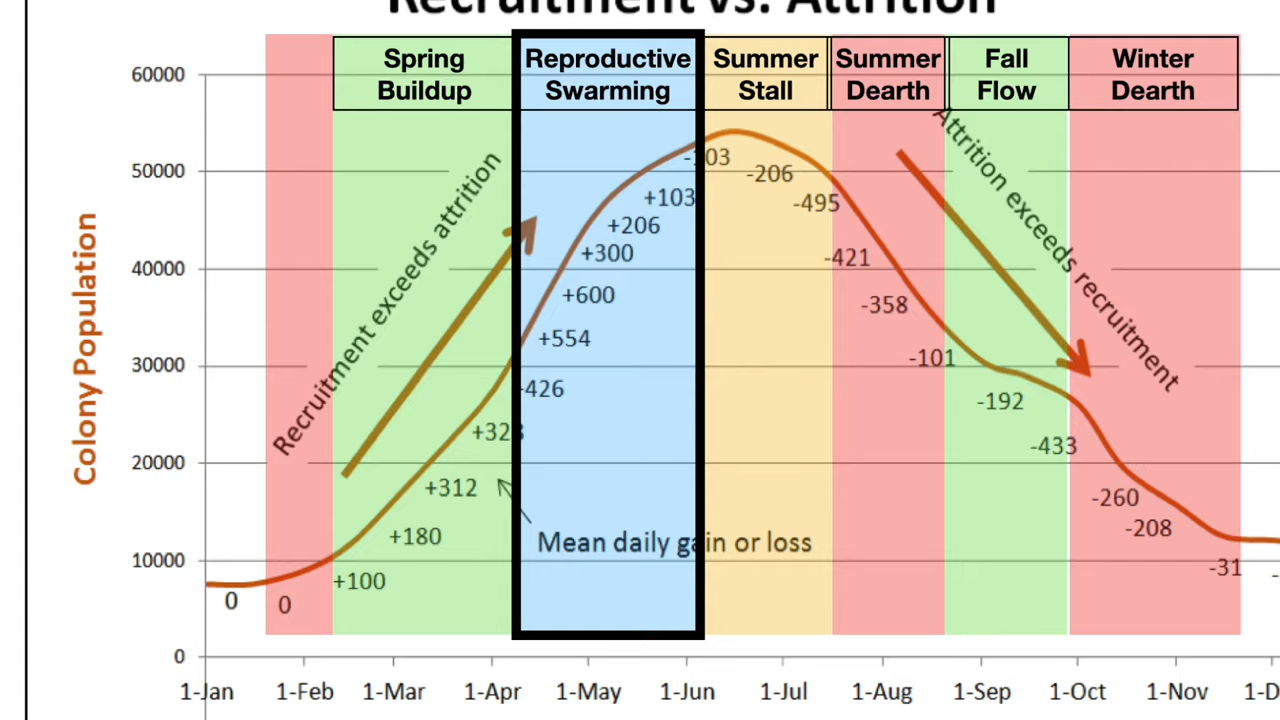 Recruitment vs. Attrition
Spring Buildup
Reproductive Swarming
Summer Stall
Summer Dearth
Fall Flow
Winter Dearth
Colony Population
60000
50000
40000
30000
20000
10000
0
Recruitment exceeds attrition
Attrition exceeds recruitment
0
0
+100
+180
+312
+323
-426
+554
+600
+300
+206
+103
-103
-206
-495
-421
-358
-101
-192
-433
-260
-208
-31
Mean daily gain or loss
1-Jan
1-Feb
1-Mar
1-Apr
1-May
1-Jun
1-Jul
1-Aug
1-Sep
1-Oct
1-Nov